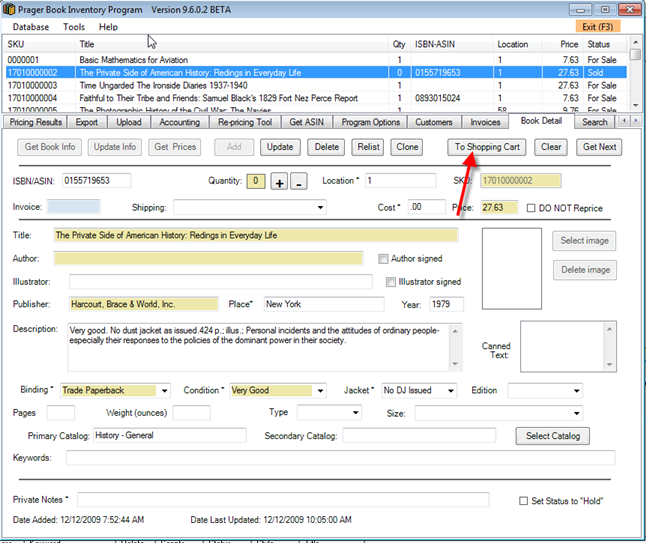 Prager Book Inventory Program Version 9.6.0.2 BETA
Database Tools Help Exit (F3)
SKU Title Qty ISBN-ASIN Location Price Status
0000001 Basic Mathematics for Aviation 1 1 7.63 For Sale
17010000002 The Private Side of American History: Redings in Everyday Life 0 0155719653 1 27.63 Sold
17010000003 Time Ungarded The Ironside Diaries 1937-1940 1 1 27.63 For Sale
17010000004 Faithful to Their Tribe and Friends: Samuel Black's 1829 Fort Nez Perce Report 1 0893015024 1 7.63 For Sale
17010000005 The Photographic History of the Civil War: The Navies 1 58 9.76 For Sale
Pricing Results Export Upload Accounting Re-pricing Tool Get ASIN Program Options Customers Invoices Book Detail Search
Get Book Info Update Info Get Prices Add Update Delete Relist Clone To Shopping Cart Clear Get Next
ISBN/ASIN: 0155719653 Quantity: 0 + - Location * 1 SKU: 17010000002
Invoice: Shipping: Cost * .00 Price: 27.63 DO NOT Reprice
Title: The Private Side of American History: Redings in Everyday Life Select image
Author: Author signed
Delete image
Illustrator: Illustrator signed
Publisher: Harcourt, Brace & World, Inc. Place* New York Year: 1979
Description: Very good. No dust jacket as issued.424 p.; illus.; Personal incidents and the attitudes of ordinary people-
especially their responses to the policies of the dominant power in their society.
Canned
Text:
Binding * Trade Paperback Condition * Very Good Jacket * No DJ Issued Edition
Pages Weight (ounces) Type Size:
Primary Catalog: History - General Secondary Catalog: Select Catalog
Keywords:
Private Notes * Set Status to "Hold"
Date Added: 12/12/2009 7:52:44 AM Date Last Updated: 12/12/2009 10:05:00 AM